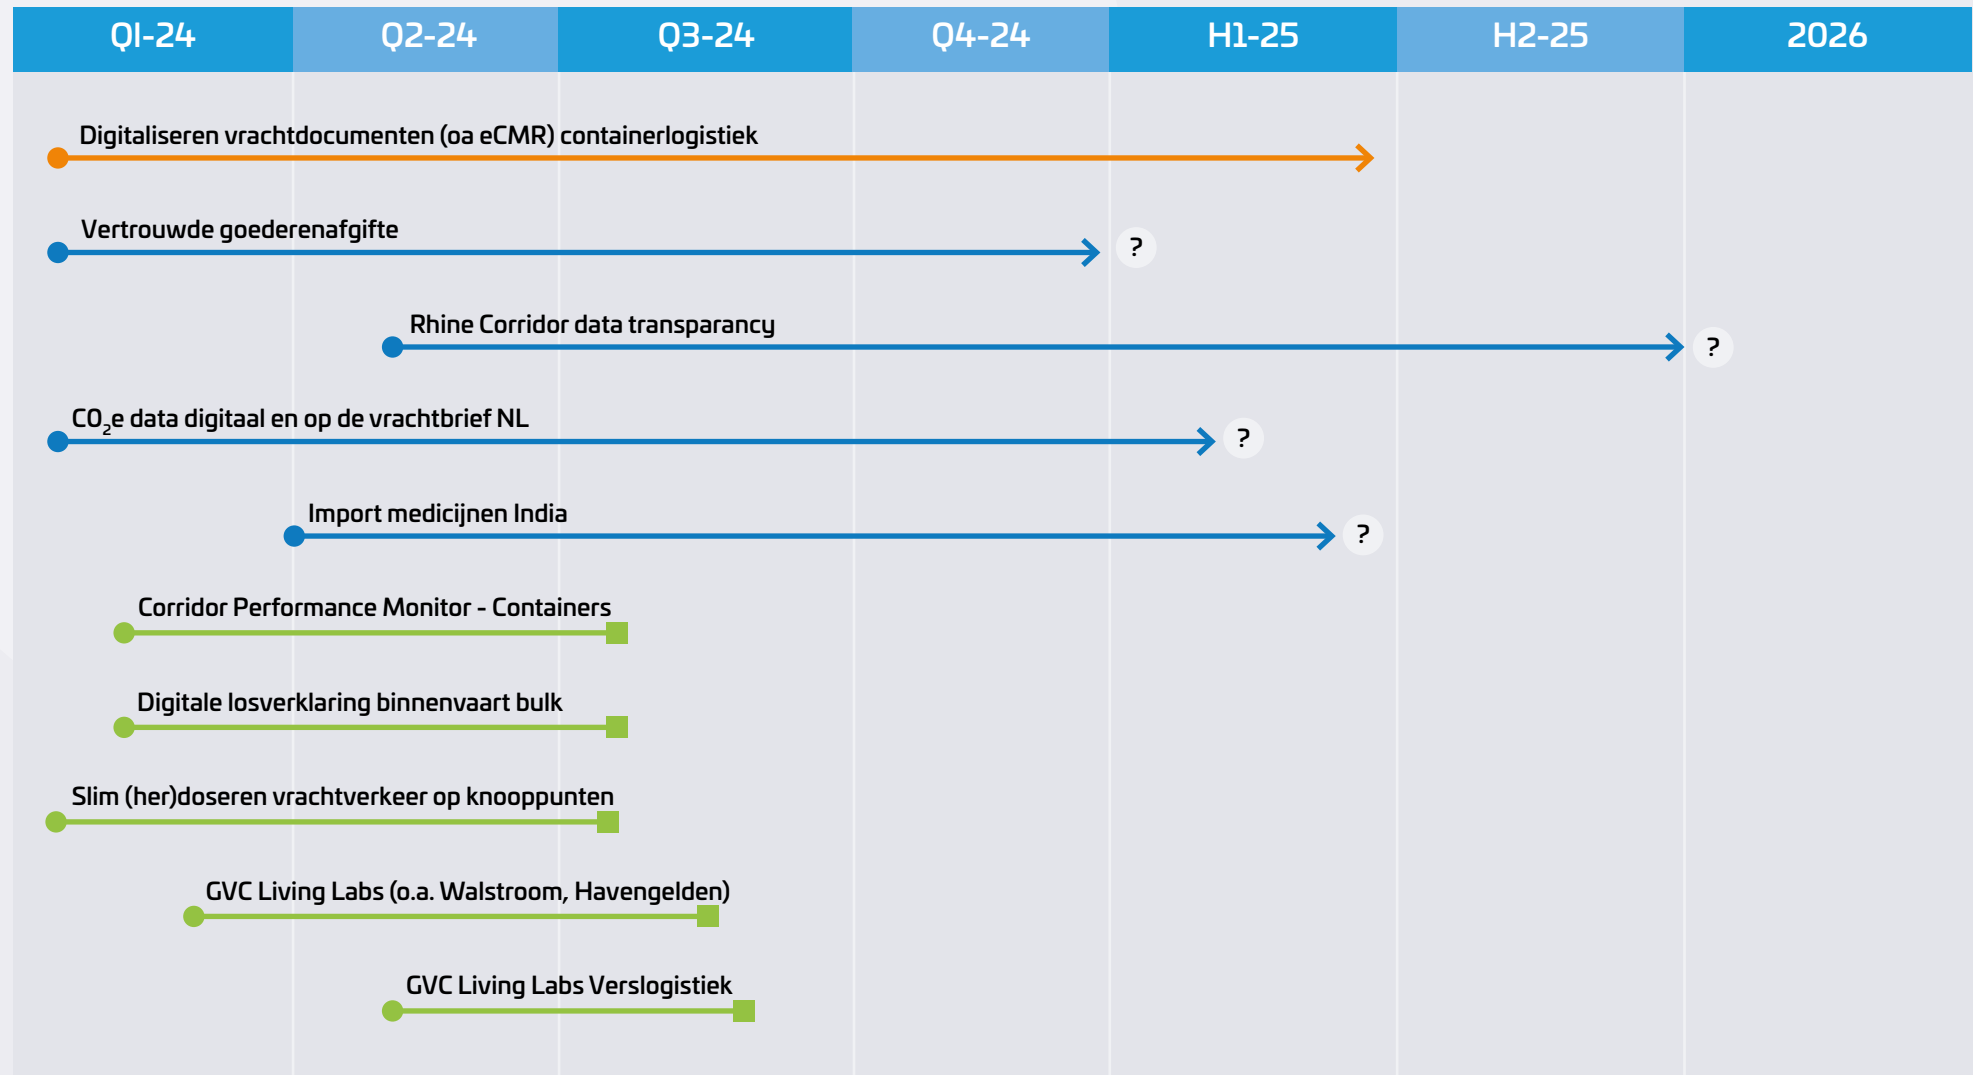 QI-24 Q2-24 Q3-24 Q4-24 H1-25 H2-25 2026
Digitaliseren vrachtdocumenten (oa eCMR) containerlogistiek
Vertrouwde goederenafgifte
?
Rhine Corridor data transparancy
?
CO₂e data digitaal en op de vrachtbrief NL
?
Import medicijnen India
?
Corridor Performance Monitor - Containers
Digitale losverklaring binnenvaart bulk
Slim (her)doseren vrachtverkeer op knooppunten
GVC Living Labs (o.a. Walstroom, Havengelden)
GVC Living Labs Verslogistiek